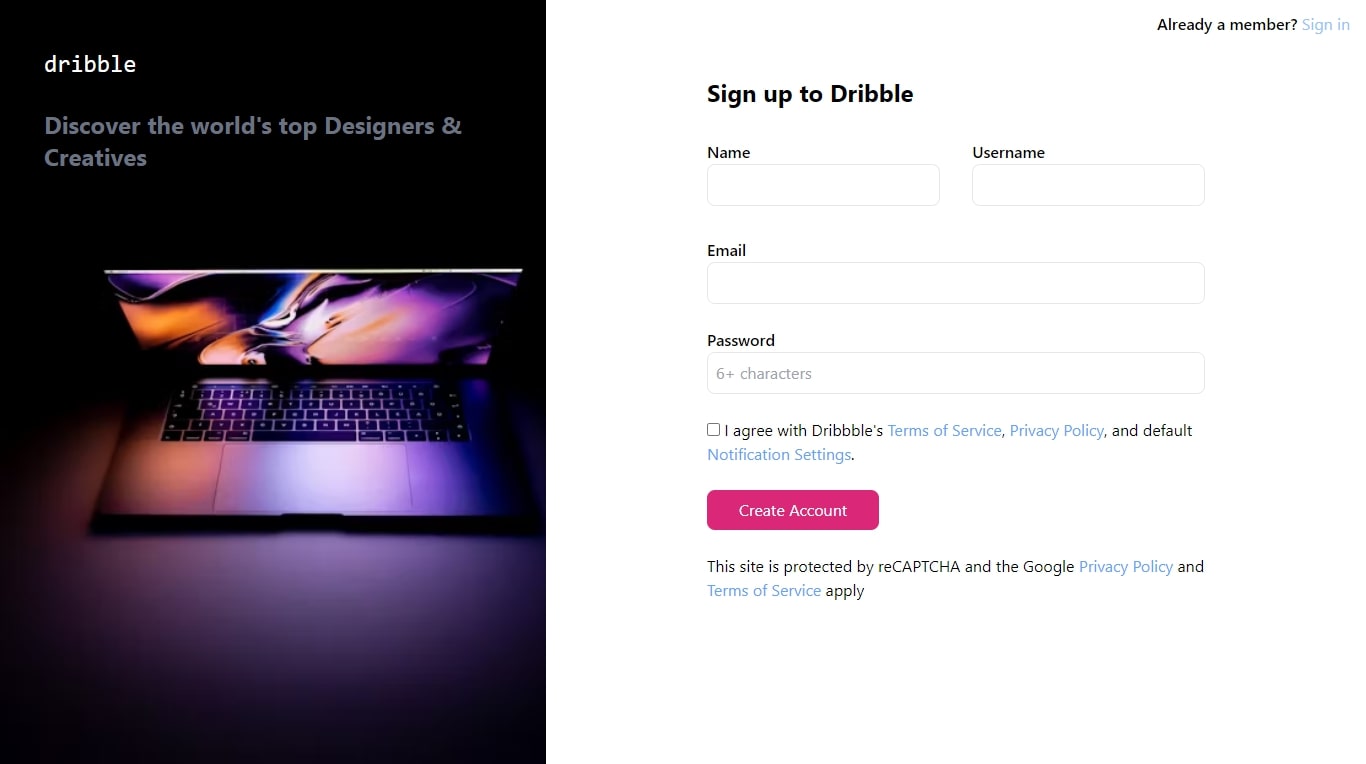 dribble
Discover the world's top Designers &
Creatives
Already a member? Sign in
Sign up to Dribble
Name
Username
Email
Password
6+ characters
I agree with Dribbble's Terms of Service, Privacy Policy, and default
Notification Settings.
Create Account
This site is protected by reCAPTCHA and the Google Privacy Policy and
Terms of Service apply